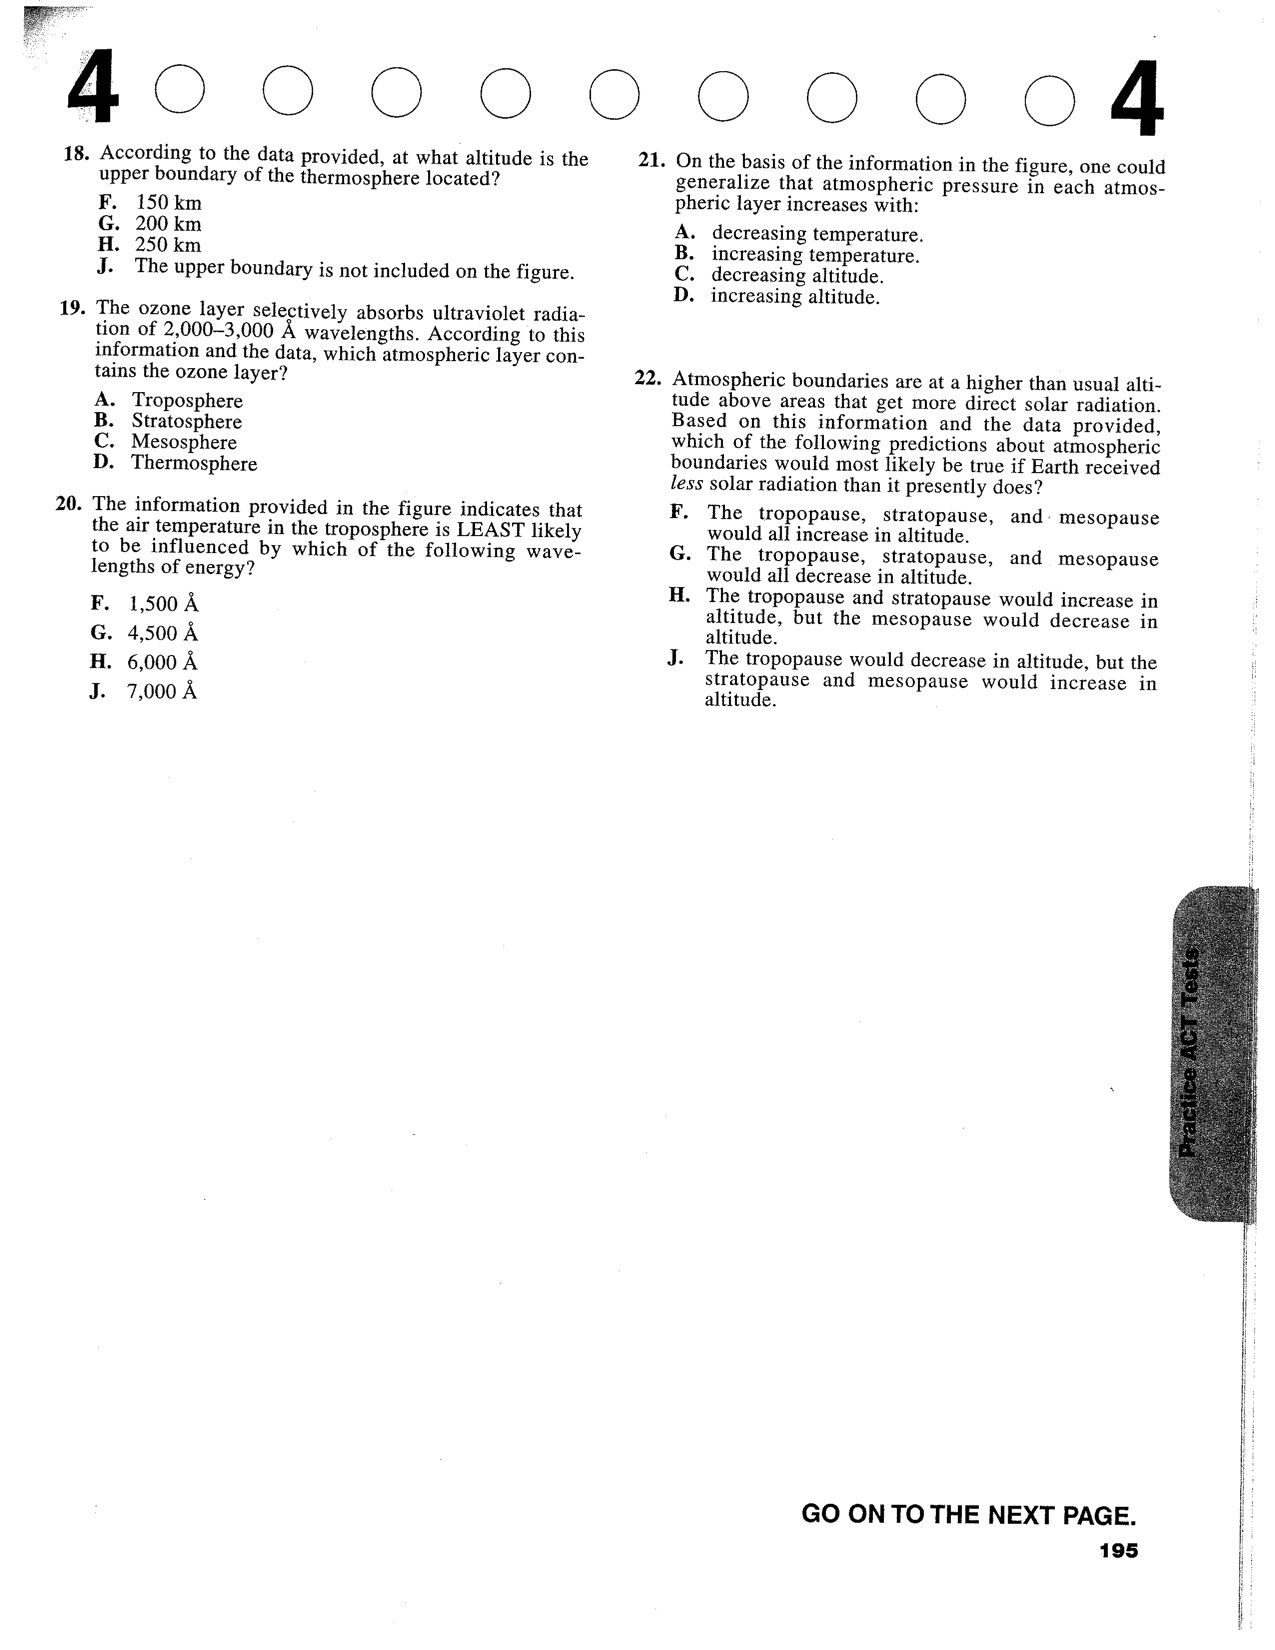 4 4
18. According to the data provided, at what altitude is the
upper boundary of the thermosphere located?
F. 150 km
G. 200 km
H. 250 km
J. The upper boundary is not included on the figure.
19. The ozone layer selectively absorbs ultraviolet radia-
tion of 2,000–3,000 Å wavelengths. According to this
information and the data, which atmospheric layer con-
tains the ozone layer?
A. Troposphere
B. Stratosphere
C. Mesosphere
D. Thermosphere
20. The information provided in the figure indicates that
the air temperature in the troposphere is LEAST likely
to be influenced by which of the following wave-
lengths of energy?
F. 1,500 Å
G. 4,500 Å
H. 6,000 Å
J. 7,000 Å
21. On the basis of the information in the figure, one could
generalize that atmospheric pressure in each atmos-
pheric layer increases with:
A. decreasing temperature.
B. increasing temperature.
C. decreasing altitude.
D. increasing altitude.
22. Atmospheric boundaries are at a higher than usual alti-
tude above areas that get more direct solar radiation.
Based on this information and the data provided,
which of the following predictions about atmospheric
boundaries would most likely be true if Earth received
less solar radiation than it presently does?
F. The tropopause, stratopause, and mesopause
would all increase in altitude.
G. The tropopause, stratopause, and mesopause
would all decrease in altitude.
H. The tropopause and stratopause would increase in
altitude, but the mesopause would decrease in
altitude.
J. The tropopause would decrease in altitude, but the
stratopause and mesopause would increase in
altitude.
Practice ACT Tests
GO ON TO THE NEXT PAGE.
195